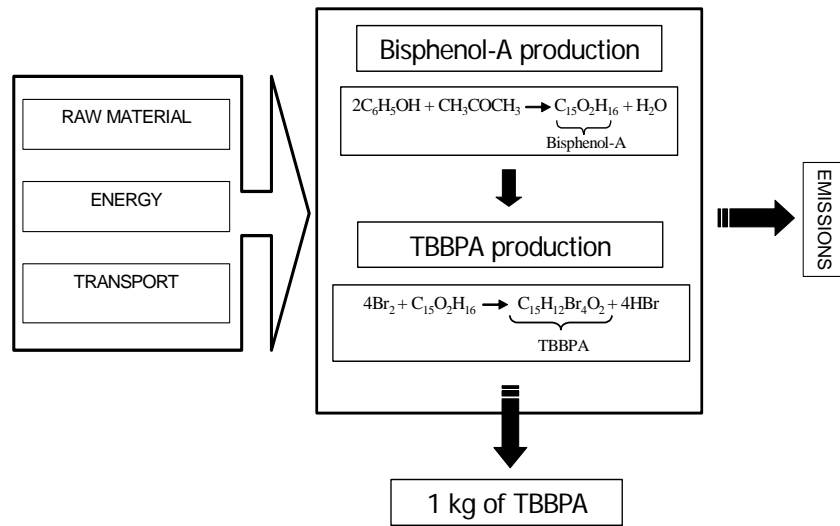 RAW MATERIAL
ENERGY
TRANSPORT
Bisphenol-A production
2C₆H₅OH + CH₃COCH₃ → C₁₅O₂H₁₆ + H₂O
Bisphenol-A
TBBPA production
4Br₂ + C₁₅O₂H₁₆ → C₁₅H₁₂Br₄O₂ + 4HBr
TBBPA
EMISSIONS
1 kg of TBBPA